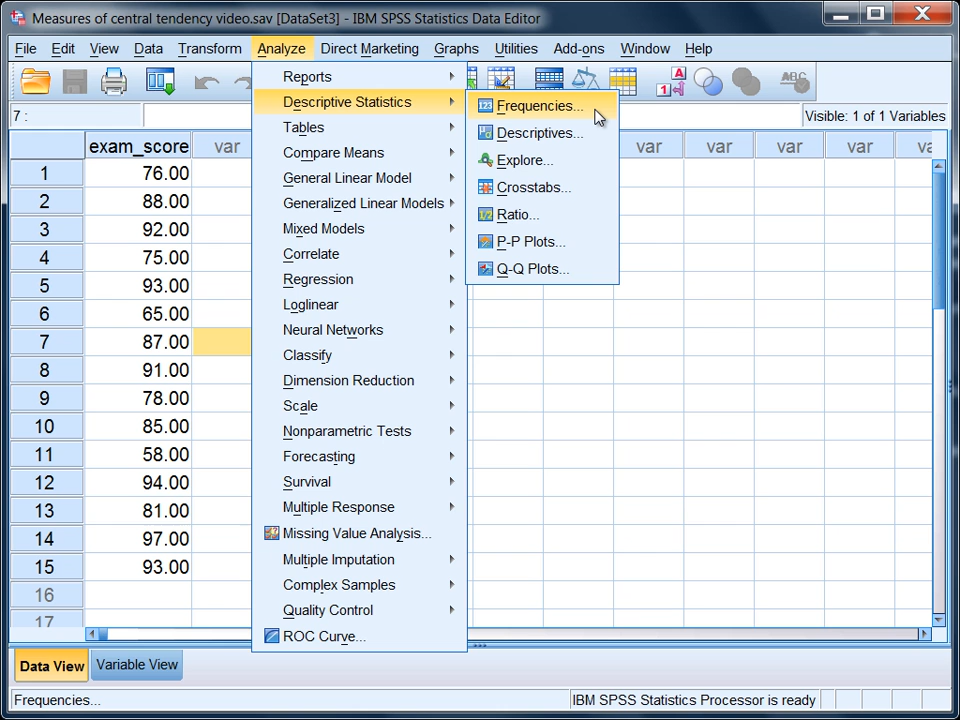 Measures of central tendency video.sav [DataSet3] - IBM SPSS Statistics Data Editor
File Edit View Data Transform Analyze Direct Marketing Graphs Utilities Add-ons Window Help
1 A
ABC
7 :
Visible: 1 of 1 Variables
exam_score var var var var var va
1 76.00
2 88.00
3 92.00
4 75.00
5 93.00
6 65.00
7 87.00
8 91.00
9 78.00
10 85.00
11 58.00
12 94.00
13 81.00
14 97.00
15 93.00
16
17
Reports
Descriptive Statistics
Tables
Compare Means
General Linear Model
Generalized Linear Models
Mixed Models
Correlate
Regression
Loglinear
Neural Networks
Classify
Dimension Reduction
Scale
Nonparametric Tests
Forecasting
Survival
Multiple Response
Missing Value Analysis...
Multiple Imputation
Complex Samples
Quality Control
ROC Curve...
Frequencies...
Descriptives...
Explore...
Crosstabs...
Ratio...
P-P Plots...
Q-Q Plots...
Data View Variable View
Frequencies...
IBM SPSS Statistics Processor is ready